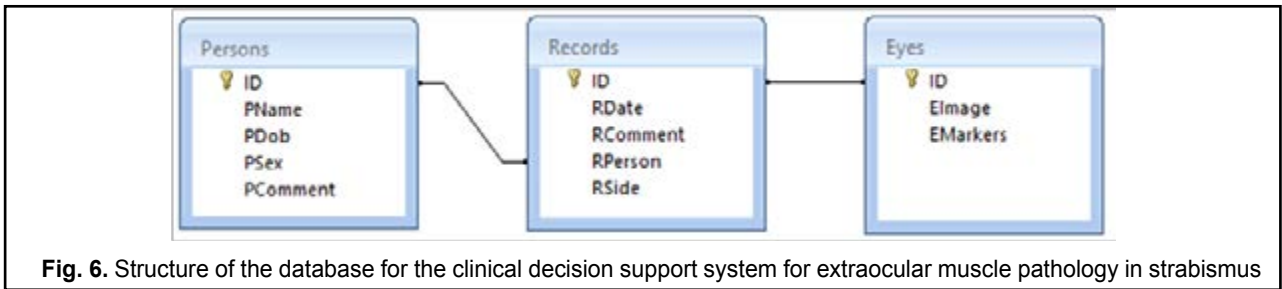 Persons
ID
PName
PDob
PSex
PComment
Records
ID
RDate
RComment
RPerson
RSide
Eyes
ID
EImage
EMarkers
Fig. 6. Structure of the database for the clinical decision support system for extraocular muscle pathology in strabismus